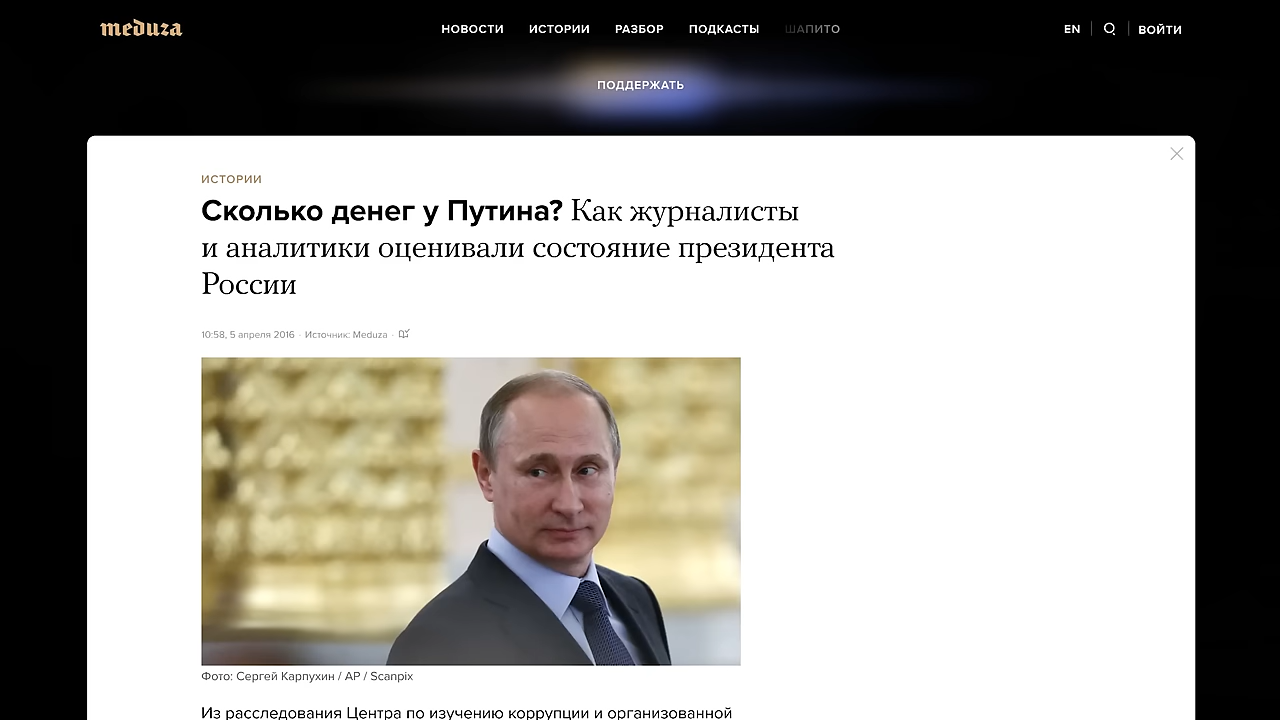 meduza
НОВОСТИ ИСТОРИИ РАЗБОР ПОДКАСТЫ ШАПИТО
EN ВОЙТИ
ПОДДЕРЖАТЬ
ИСТОРИИ
Сколько денег у Путина? Как журналисты
и аналитики оценивали состояние президента
России
10:58, 5 апреля 2016 · Источник: Meduza ·
Фото: Сергей Карпухин / AP / Scanpix
Из расследования Центра по изучению коррупции и организованной